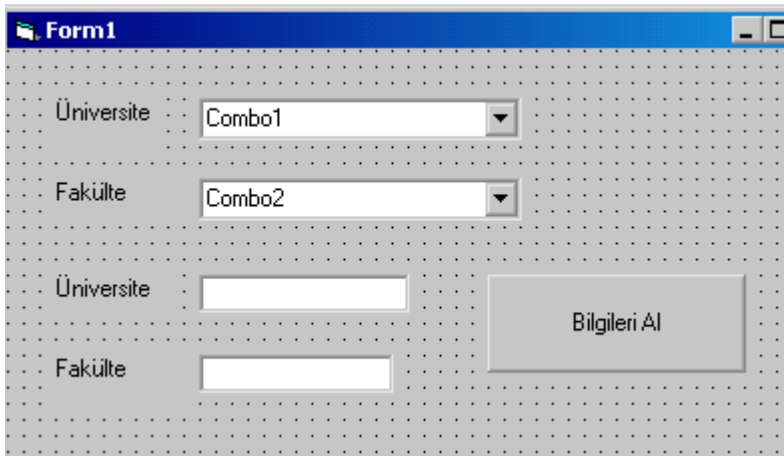 Form1
Üniversite Combo1
Fakülte Combo2
Üniversite
Bilgileri Al
Fakülte